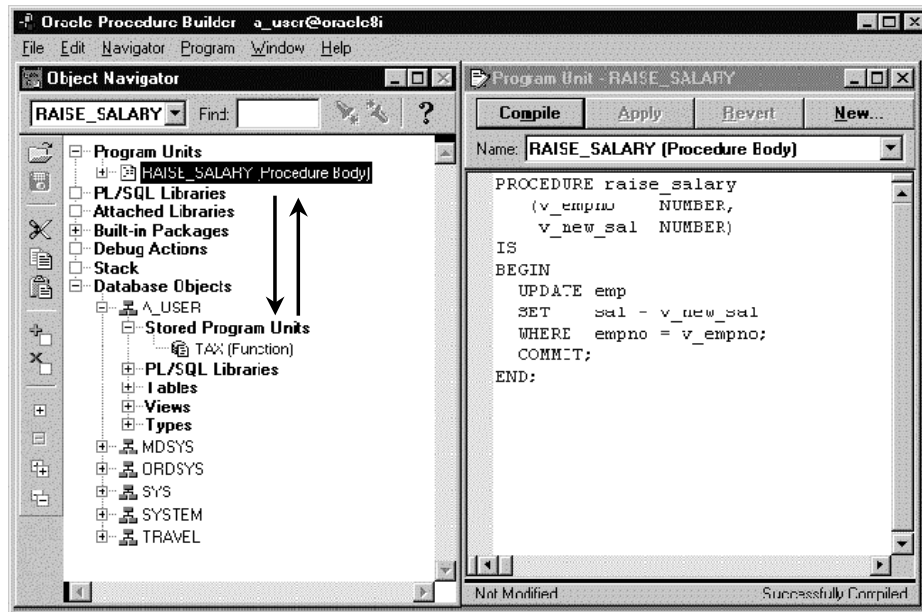 Oracle Procedure Builder a_user@oracle8i
File Edit Navigator Program Window Help
Object Navigator
RAISE_SALARY Find: ?
Program Units
RAISE_SALARY (Procedure Body)
PL/SQL Libraries
Attached Libraries
Built-in Packages
Debug Actions
Stack
Database Objects
A_USER
Stored Program Units
TAX (Function)
PL/SQL Libraries
Tables
Views
Types
MDSYS
ORDSYS
SYS
SYSTEM
TRAVEL
Program Unit - RAISE_SALARY
Compile Apply Revert New...
Name: RAISE_SALARY (Procedure Body)
PROCEDURE raise_salary
(v_empno NUMBER,
v_new_sal NUMBER)
IS
BEGIN
UPDATE emp
SET sal = v_new_sal
WHERE empno = v_empno;
COMMIT;
END;
Not Modified Successfully Compiled